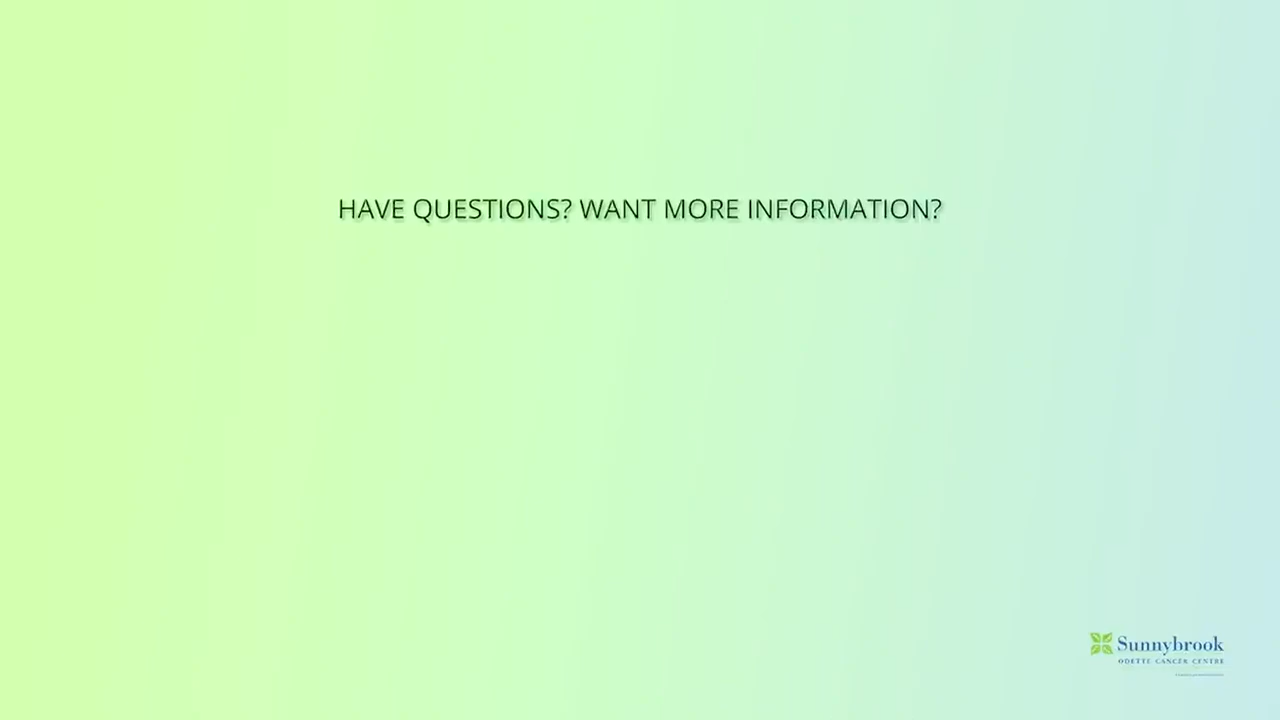 HAVE QUESTIONS? WANT MORE INFORMATION?
Sunnybrook
ODETTE CANCER CENTRE